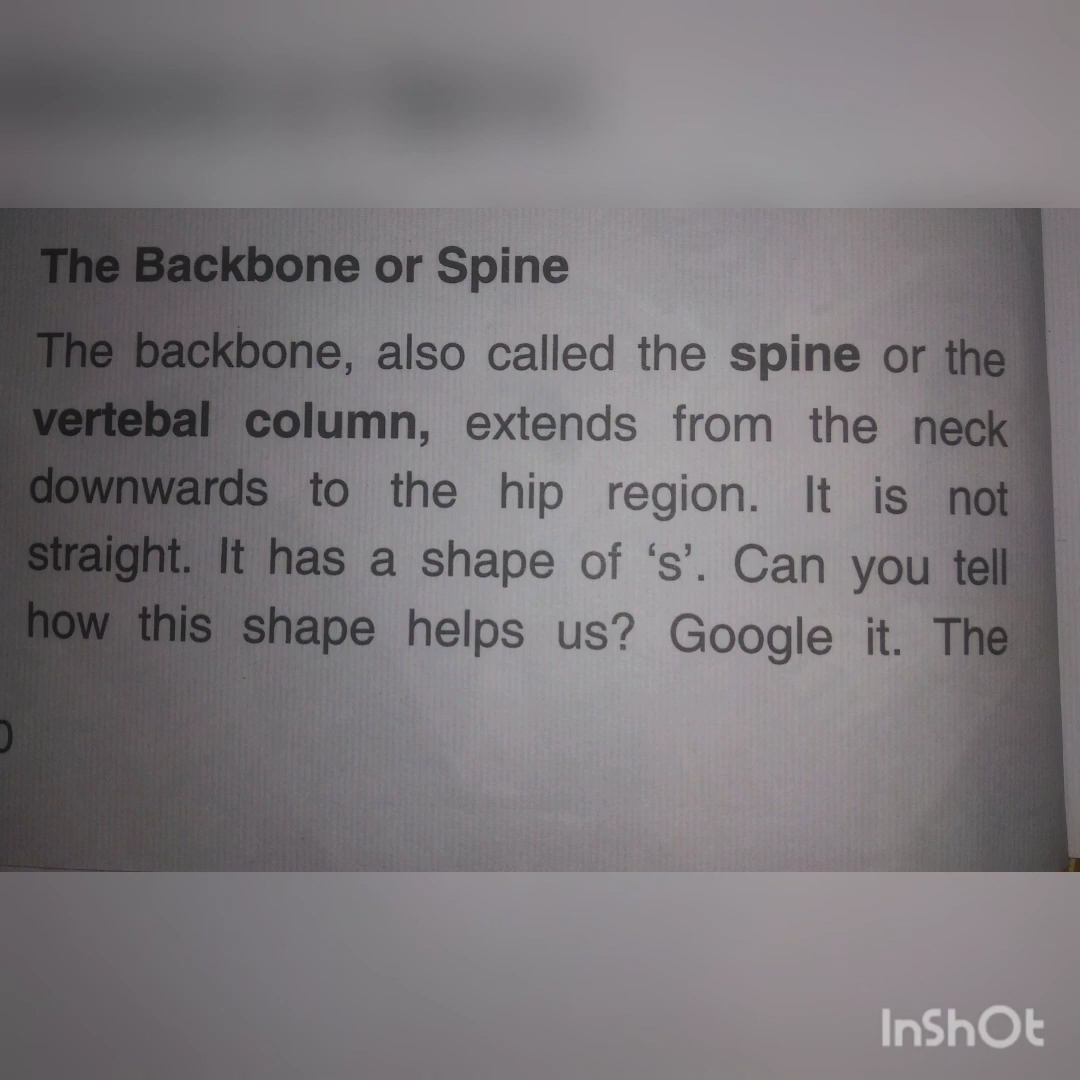 The Backbone or Spine
The backbone, also called the spine or the
vertebal column, extends from the neck
downwards to the hip region. It is not
straight. It has a shape of ‘s’. Can you tell
how this shape helps us? Google it. The
InShOt